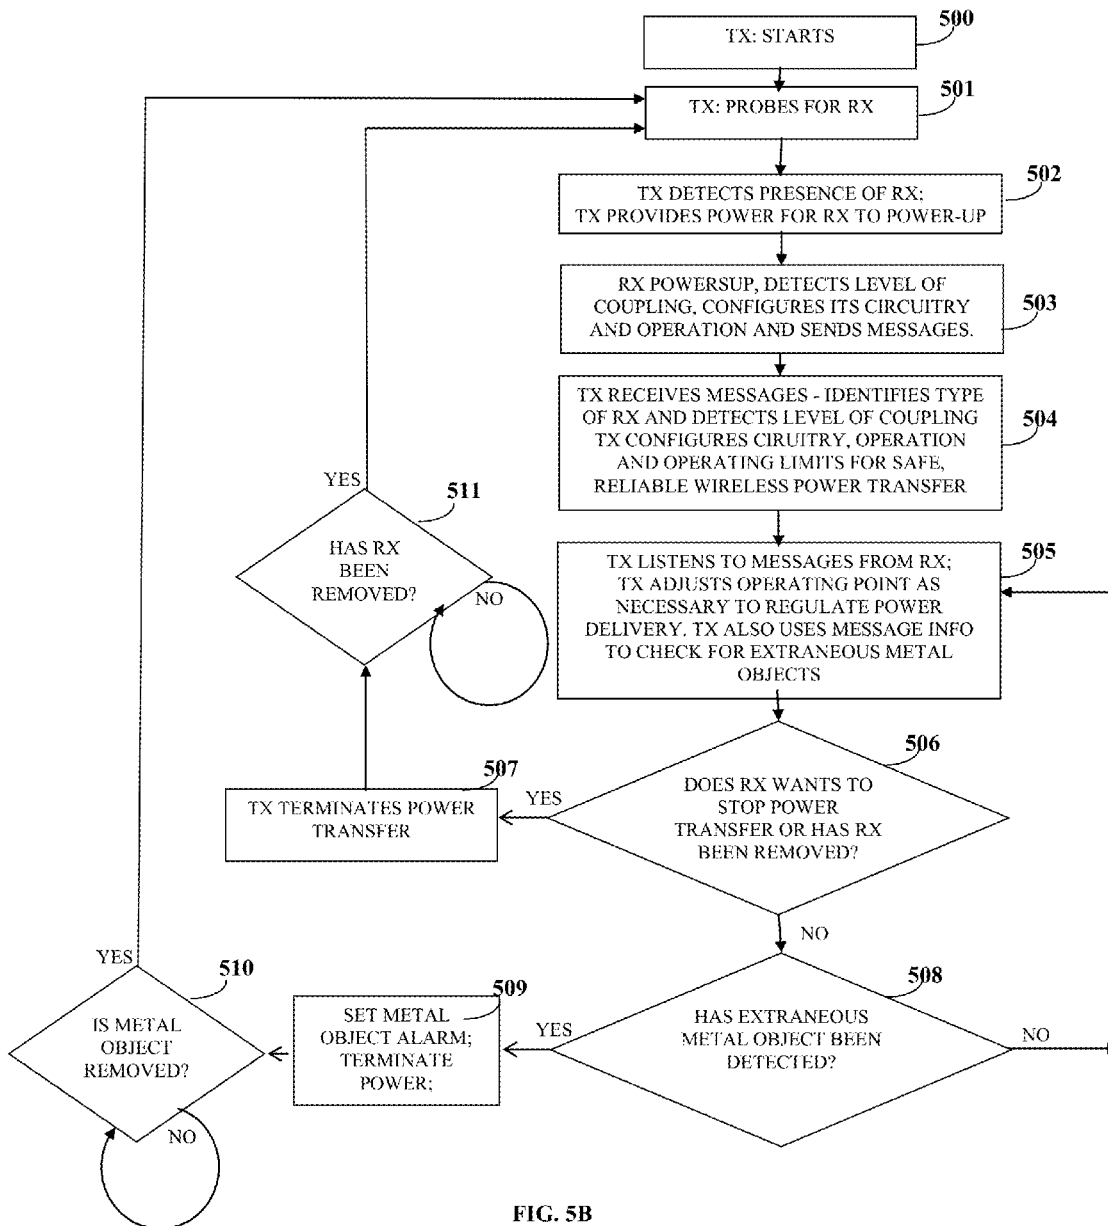 500
TX: STARTS
501
TX: PROBES FOR RX
502
TX DETECTS PRESENCE OF RX;
TX PROVIDES POWER FOR RX TO POWER-UP
503
RX POWERSUP, DETECTS LEVEL OF
COUPLING, CONFIGURES ITS CIRCUITRY
AND OPERATION AND SENDS MESSAGES.
504
TX RECEIVES MESSAGES - IDENTIFIES TYPE
OF RX AND DETECTS LEVEL OF COUPLING
TX CONFIGURES CIRUITRY, OPERATION
AND OPERATING LIMITS FOR SAFE,
RELIABLE WIRELESS POWER TRANSFER
YES
511
HAS RX
BEEN
REMOVED?
NO
505
TX LISTENS TO MESSAGES FROM RX;
TX ADJUSTS OPERATING POINT AS
NECESSARY TO REGULATE POWER
DELIVERY. TX ALSO USES MESSAGE INFO
TO CHECK FOR EXTRANEOUS METAL
OBJECTS
506
DOES RX WANTS TO
STOP POWER
TRANSFER OR HAS RX
BEEN REMOVED?
YES
507
TX TERMINATES POWER
TRANSFER
NO
508
HAS EXTRANEOUS
METAL OBJECT BEEN
DETECTED?
NO
YES
509
SET METAL
OBJECT ALARM;
TERMINATE
POWER;
YES
510
IS METAL
OBJECT
REMOVED?
NO
FIG. 5B